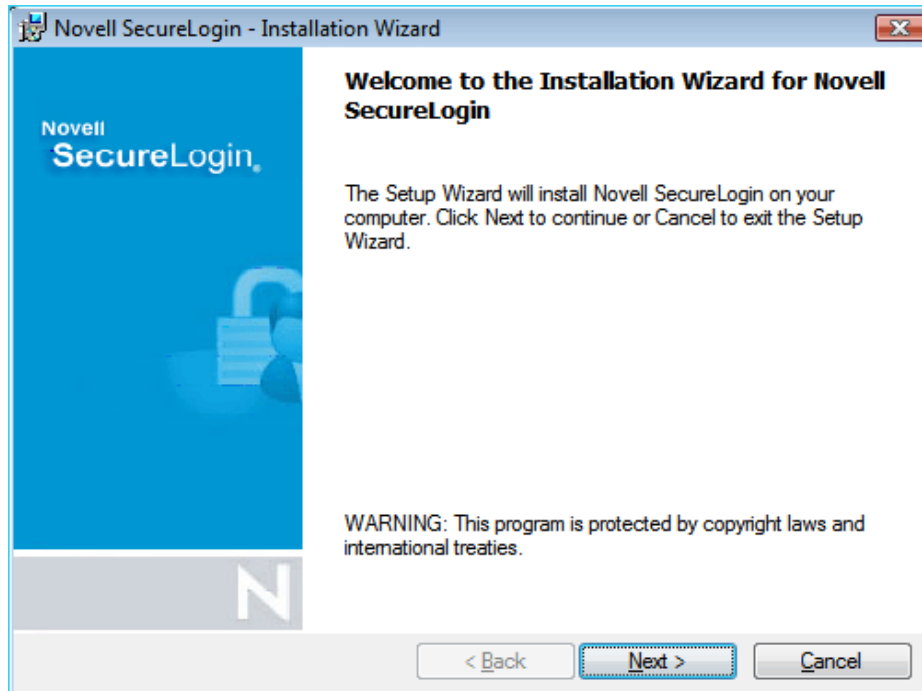 Novell SecureLogin - Installation Wizard
Novell
SecureLogin®
Welcome to the Installation Wizard for Novell
SecureLogin
The Setup Wizard will install Novell SecureLogin on your
computer. Click Next to continue or Cancel to exit the Setup
Wizard.
WARNING: This program is protected by copyright laws and
international treaties.
N
< Back
Next >
Cancel